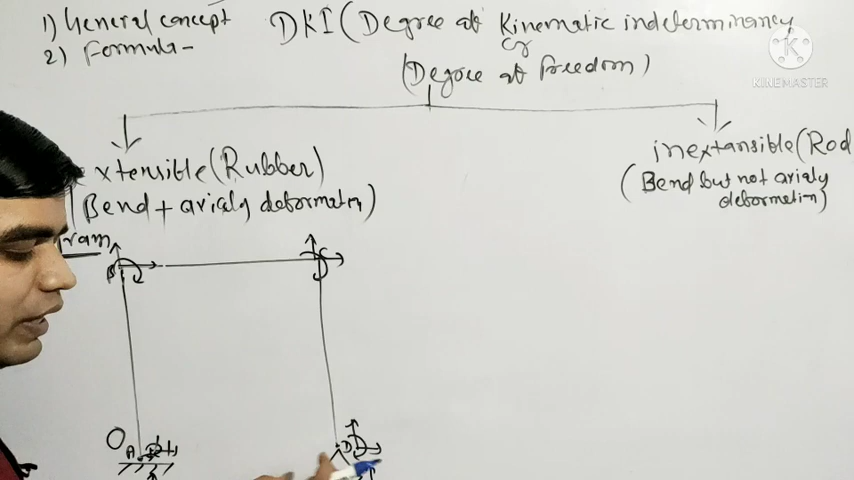 1) General concept
2) Formula -
DKI (Degree of Kinematic indeterminancy
or
(Degree of freedom)
K
KINEMASTER
xtensible (Rubber)
(Bend + axialy deformation)
ram
inextansible (Rod
(Bend but not axialy
deformation)
B
C
A
D